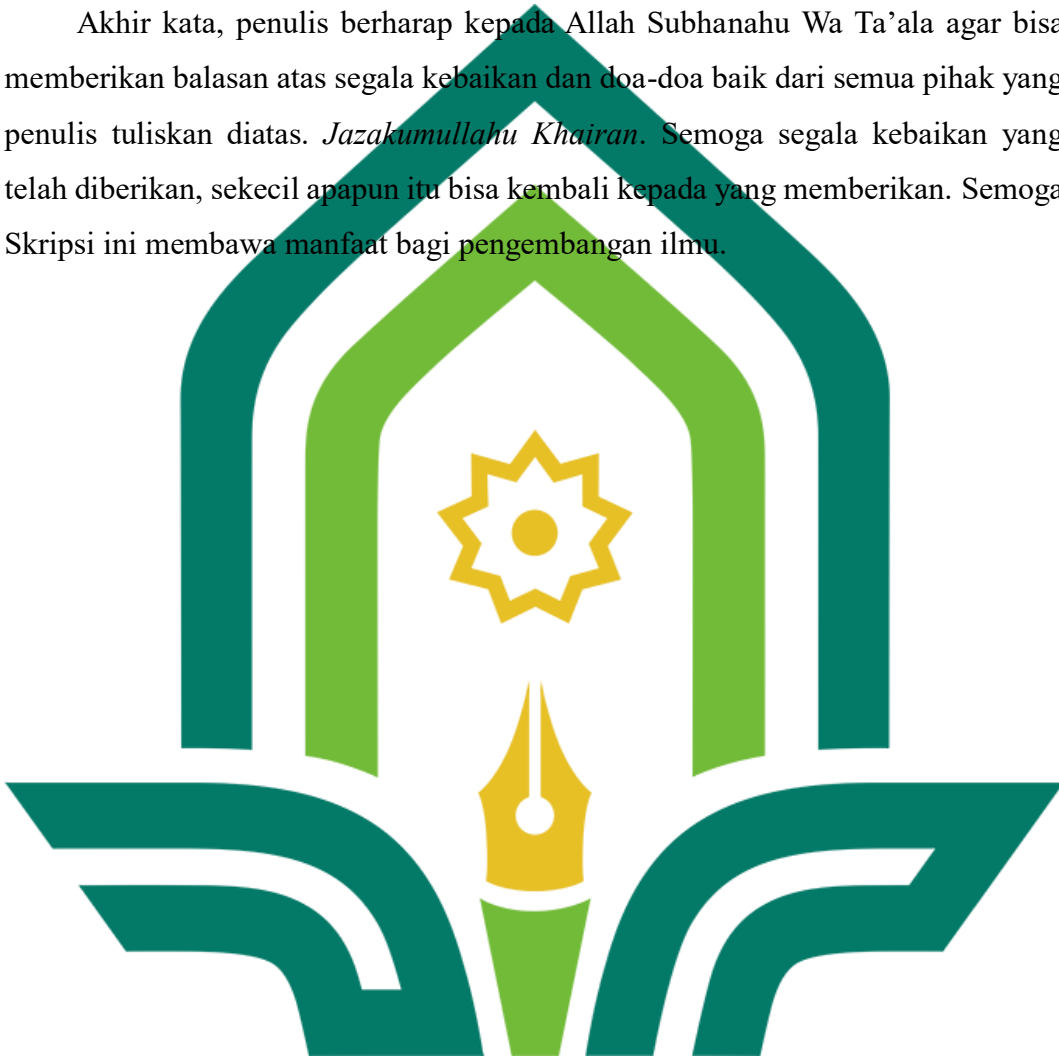 Akhir kata, penulis berharap kepada Allah Subhanahu Wa Ta’ala agar bisa
memberikan balasan atas segala kebaikan dan doa-doa baik dari semua pihak yang
penulis tuliskan diatas. Jazakumullahu Khairan. Semoga segala kebaikan yang
telah diberikan, sekecil apapun itu bisa kembali kepada yang memberikan. Semoga
Skripsi ini membawa manfaat bagi pengembangan ilmu.